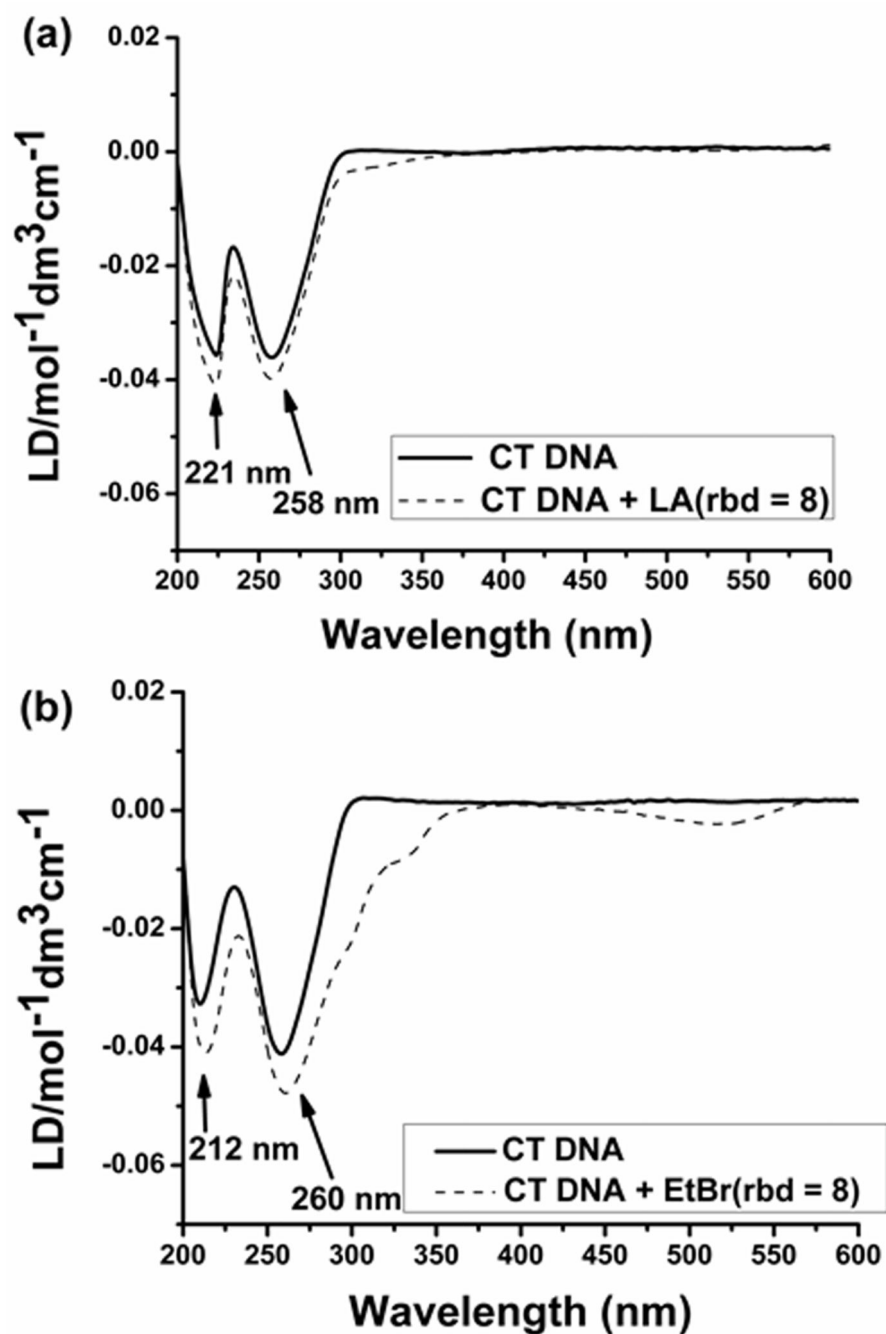 (a)
0.02
0.00
-0.02
-0.04
-0.06
LD/mol-1dm3cm-1
221 nm
258 nm
CT DNA
CT DNA + LA(rbd = 8)
200 250 300 350 400 450 500 550 600
Wavelength (nm)
(b)
0.02
0.00
-0.02
-0.04
-0.06
LD/mol-1dm3cm-1
212 nm
260 nm
CT DNA
CT DNA + EtBr(rbd = 8)
200 250 300 350 400 450 500 550 600
Wavelength (nm)